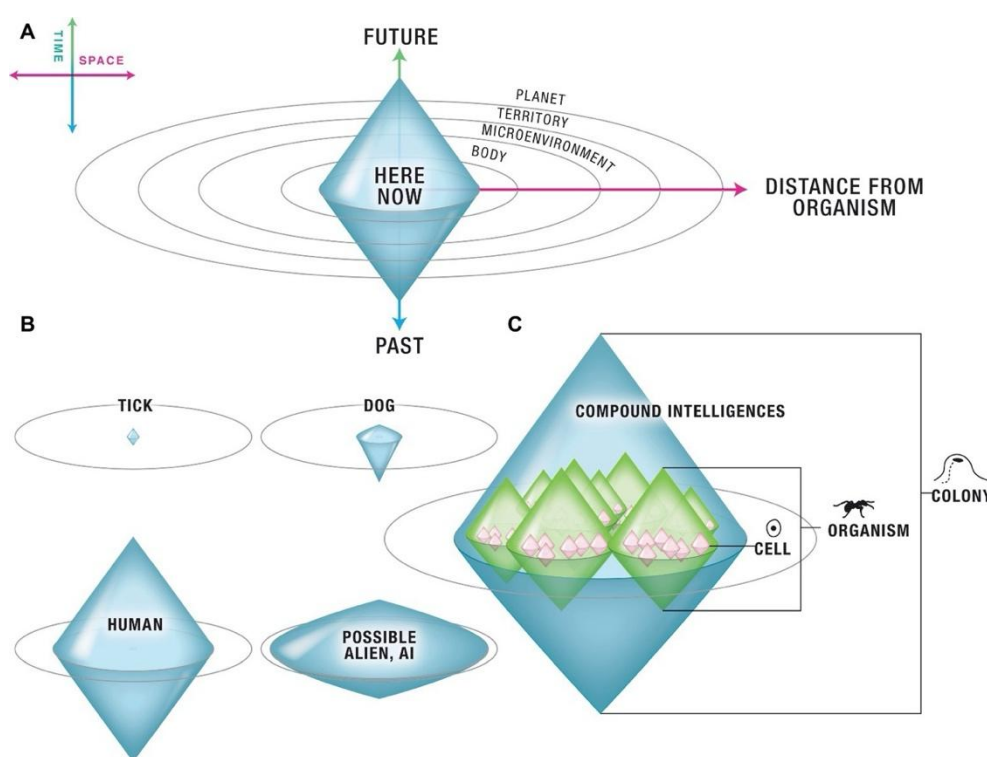 A
TIME
SPACE
FUTURE
PLANET
TERRITORY
MICROENVIRONMENT
BODY
HERE
NOW
DISTANCE FROM
ORGANISM
PAST
B
TICK
DOG
HUMAN
POSSIBLE
ALIEN, AI
C
COMPOUND INTELLIGENCES
CELL
ORGANISM
COLONY